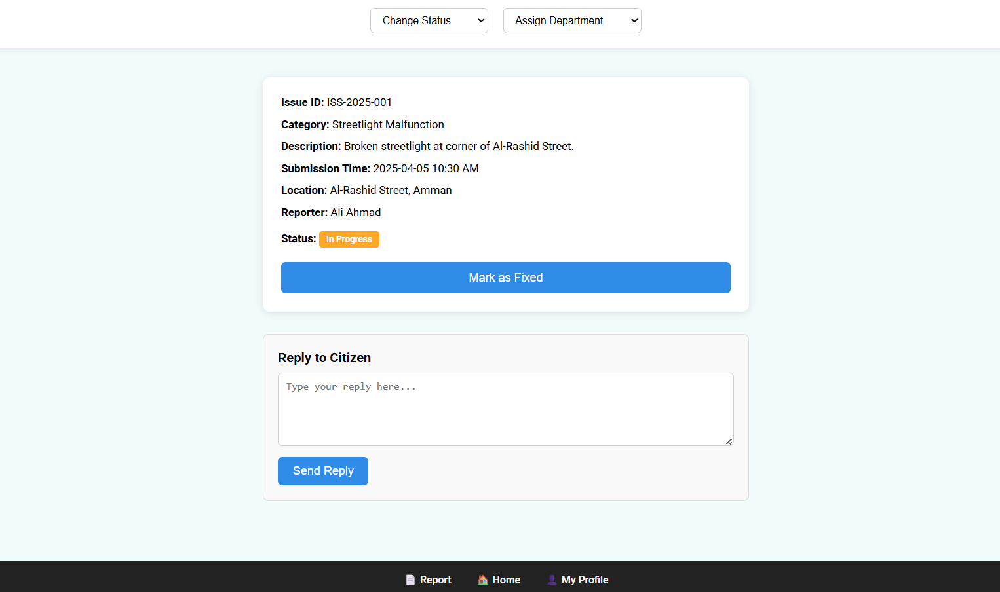 Change Status Assign Department
Issue ID: ISS-2025-001
Category: Streetlight Malfunction
Description: Broken streetlight at corner of Al-Rashid Street.
Submission Time: 2025-04-05 10:30 AM
Location: Al-Rashid Street, Amman
Reporter: Ali Ahmad
Status: In Progress
Mark as Fixed
Reply to Citizen
Type your reply here...
Send Reply
Report Home My Profile